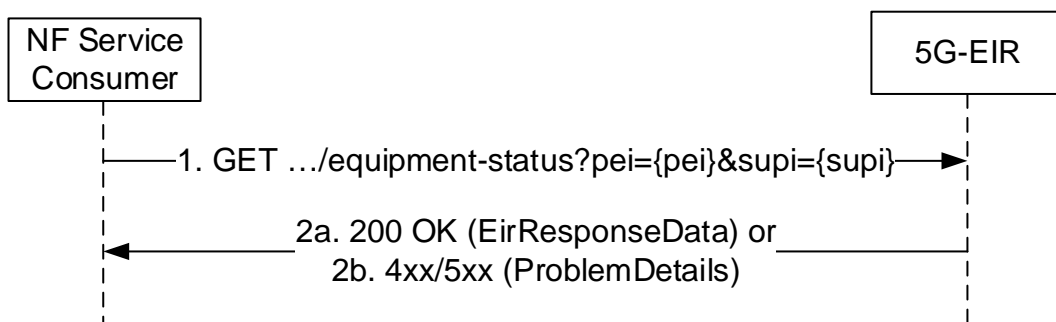 NF Service
Consumer
5G-EIR
1. GET …/equipment-status?pei={pei}&supi={supi}
2a. 200 OK (EirResponseData) or
2b. 4xx/5xx (ProblemDetails)